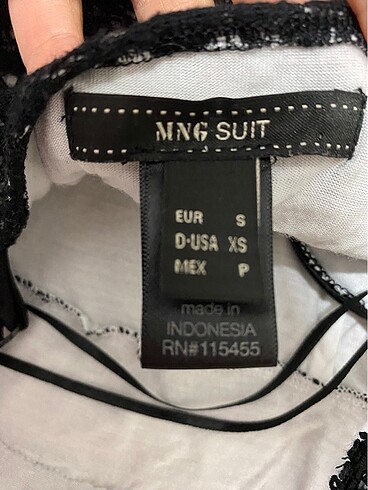 MNG SUIT
EUR S
D-USA XS
MEX P
made in
INDONESIA
RN#115455